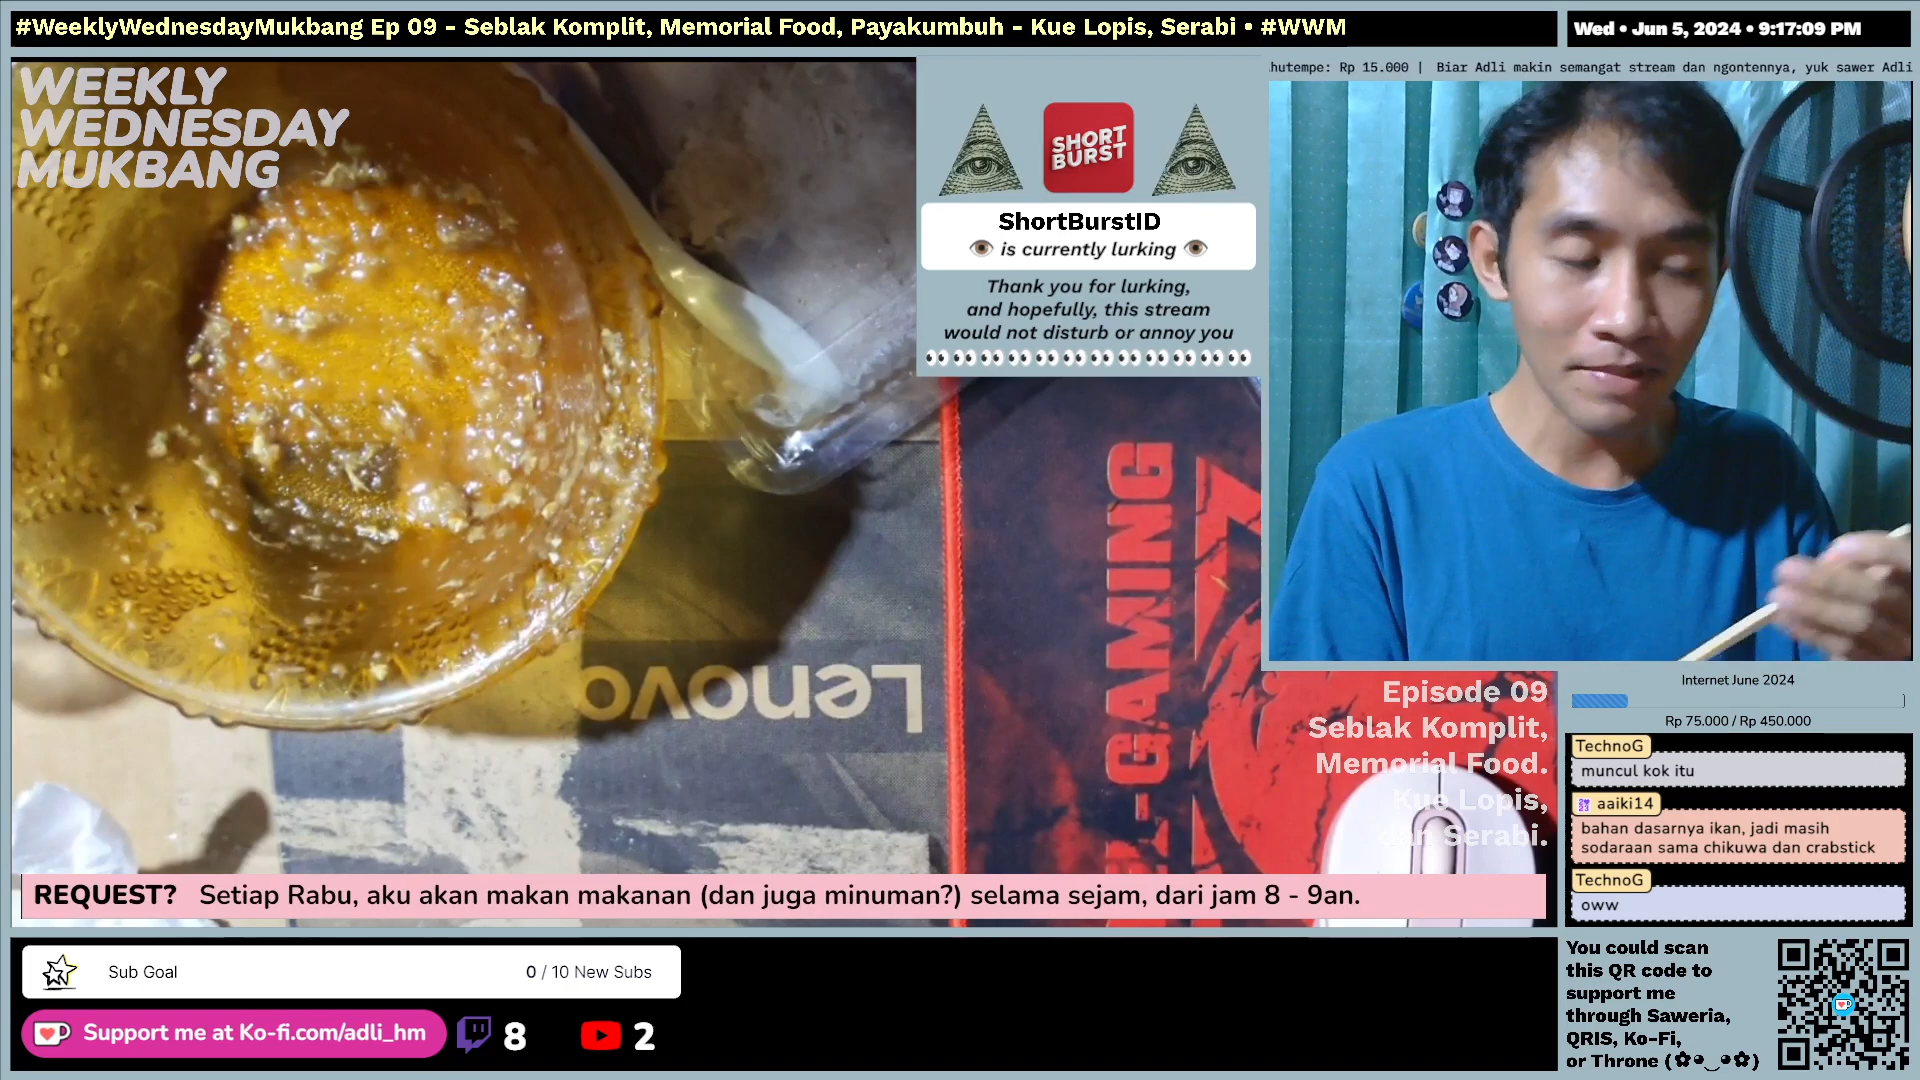 #WeeklyWednesdayMukbang Ep 09 - Seblak Komplit, Memorial Food, Payakumbuh - Kue Lopis, Serabi • #WWM
Wed • Jun 5, 2024 • 9:17:09 PM
hutempe: Rp 15.000 | Biar Adli makin semangat stream dan ngontennya, yuk sawer Adli
WEEKLY
WEDNESDAY
MUKBANG
SHORT
BURST
ShortBurstID
is currently lurking
Thank you for lurking,
and hopefully, this stream
would not disturb or annoy you
Lenovo
GAMING
Episode 09
Seblak Komplit,
Memorial Food.
Kue Lopis,
dan Serabi.
REQUEST? Setiap Rabu, aku akan makan makanan (dan juga minuman?) selama sejam, dari jam 8 - 9an.
Internet June 2024
Rp 75.000 / Rp 450.000
TechnoG
muncul kok itu
aaiki14
bahan dasarnya ikan, jadi masih
sodaraan sama chikuwa dan crabstick
TechnoG
oww
Sub Goal
0 / 10 New Subs
Support me at Ko-fi.com/adli_hm
8
2
You could scan
this QR code to
support me
through Saweria,
QRIS, Ko-Fi,
or Throne (✿◕‿◕✿)